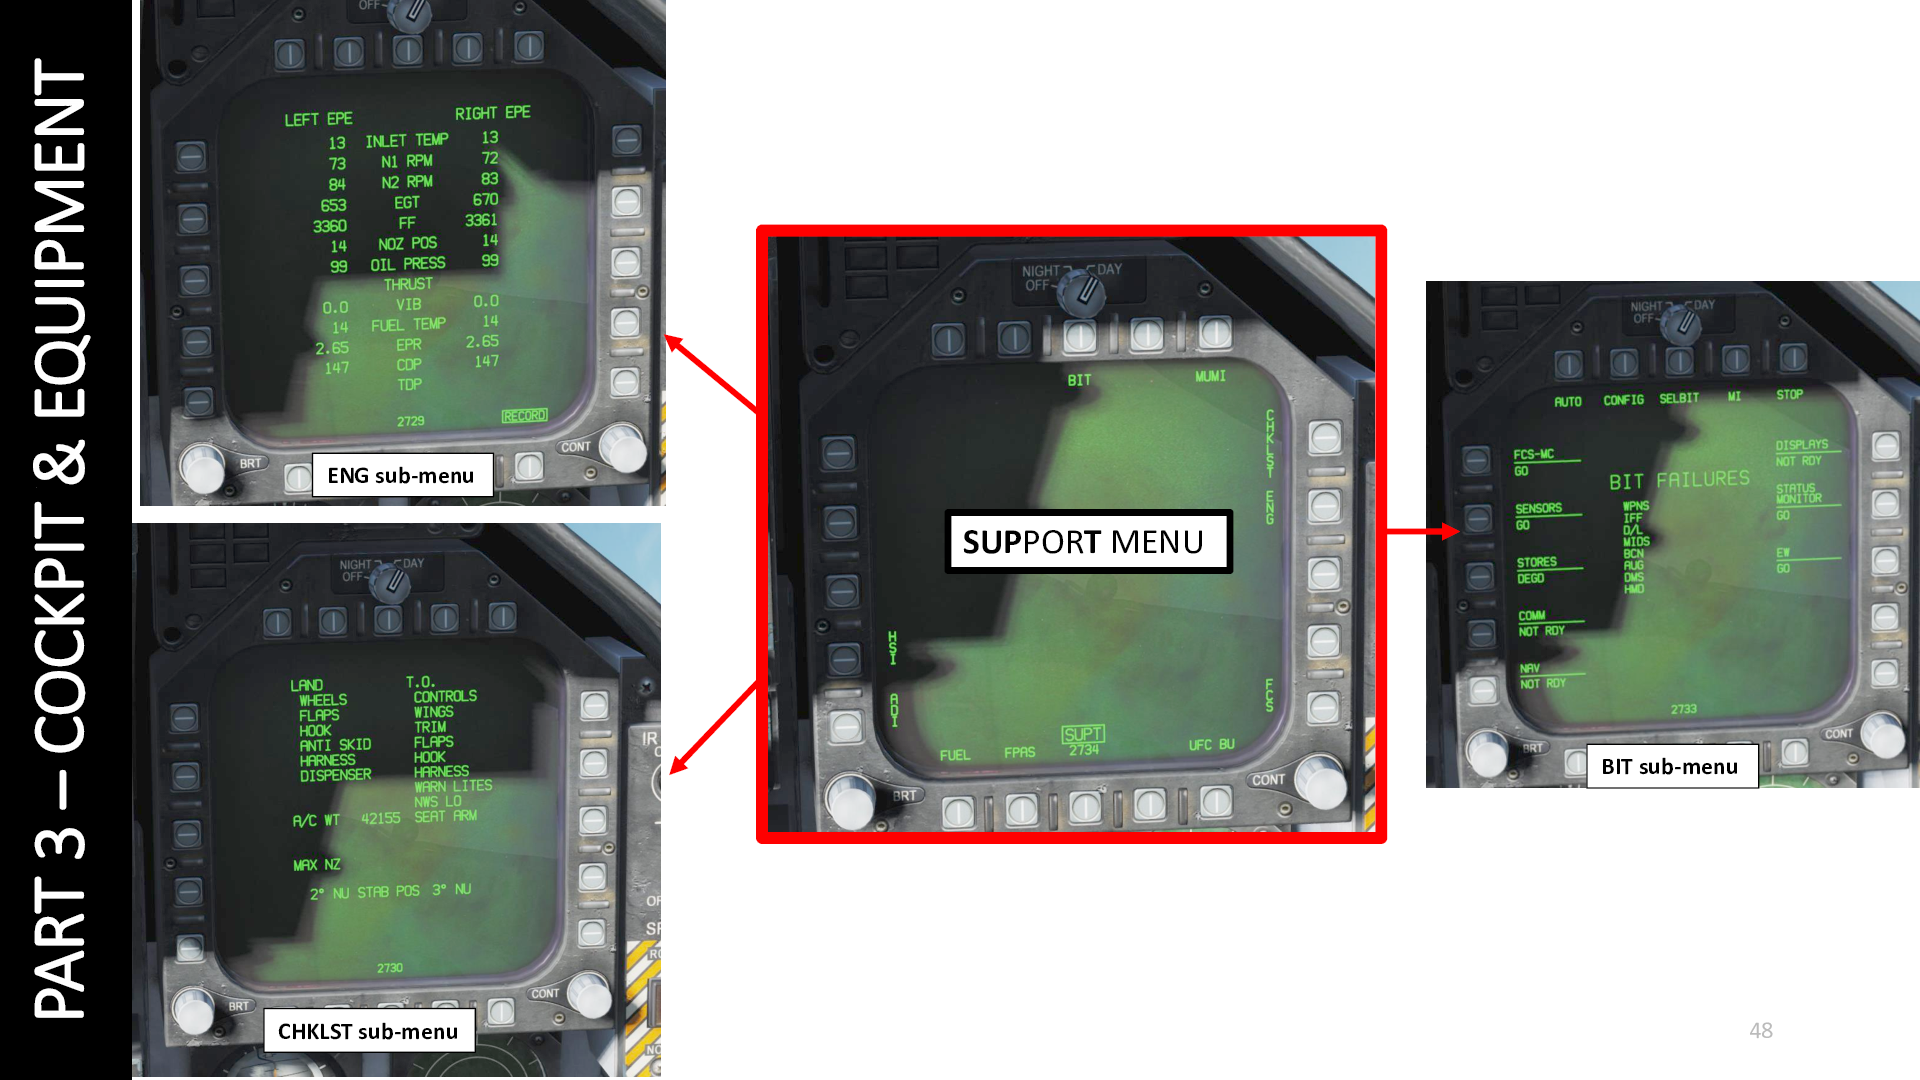 PART 3 – COCKPIT & EQUIPMENT
OFF
LEFT EPE RIGHT EPE
13 INLET TEMP 13
73 N1 RPM 72
84 N2 RPM 83
653 EGT 670
3360 FF 3361
14 NOZ POS 14
99 OIL PRESS 99
THRUST
0.0 VIB 0.0
14 FUEL TEMP 14
2.65 EPR 2.65
147 CDP 147
TDP
2729 RECORD
BRT CONT
ENG sub-menu
NIGHT DAY
OFF
LAND T.O.
WHEELS CONTROLS
FLAPS WINGS
HOOK TRIM
ANTI SKID FLAPS
HARNESS HOOK
DISPENSER HARNESS
WARN LITES
NWS LO
A/C WT 42155 SEAT ARM
MAX NZ
2° NU STAB POS 3° NU
2730
BRT CONT
IR
CHKLST sub-menu
NIGHT DAY
OFF
BIT MUMI
CHKLST
ENG
SUPPORT MENU
HSI
ADI
FCS
SUPT
FUEL FPAS 2734 UFC BU
BRT CONT
NIGHT DAY
OFF
AUTO CONFIG SELBIT MI STOP
FCS-MC
GO
SENSORS
GO
STORES
DEGD
COMM
NOT RDY
NAV
NOT RDY
BIT FAILURES
WPNS
IFF
D/L
MIDS
BCN
AUG
DMS
HMD
DISPLAYS
NOT RDY
STATUS
MONITOR
GO
EW
GO
2733
BRT CONT
BIT sub-menu
48